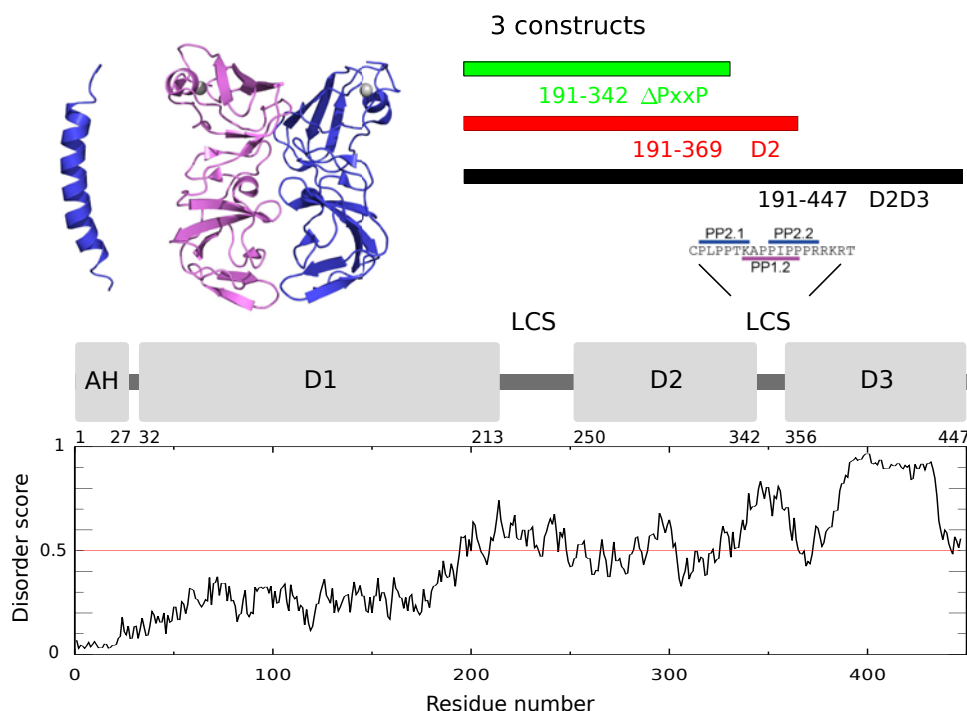 3 constructs
191-342 ΔPxxP
191-369 D2
191-447 D2D3
PP2.1 PP2.2
CPLPPTKAPPIPPPRRKRT
PP1.2
LCS LCS
AH D1 D2 D3
1 27 32 213 250 342 356 447
1
0.5
0
Disorder score
0 100 200 300 400
Residue number